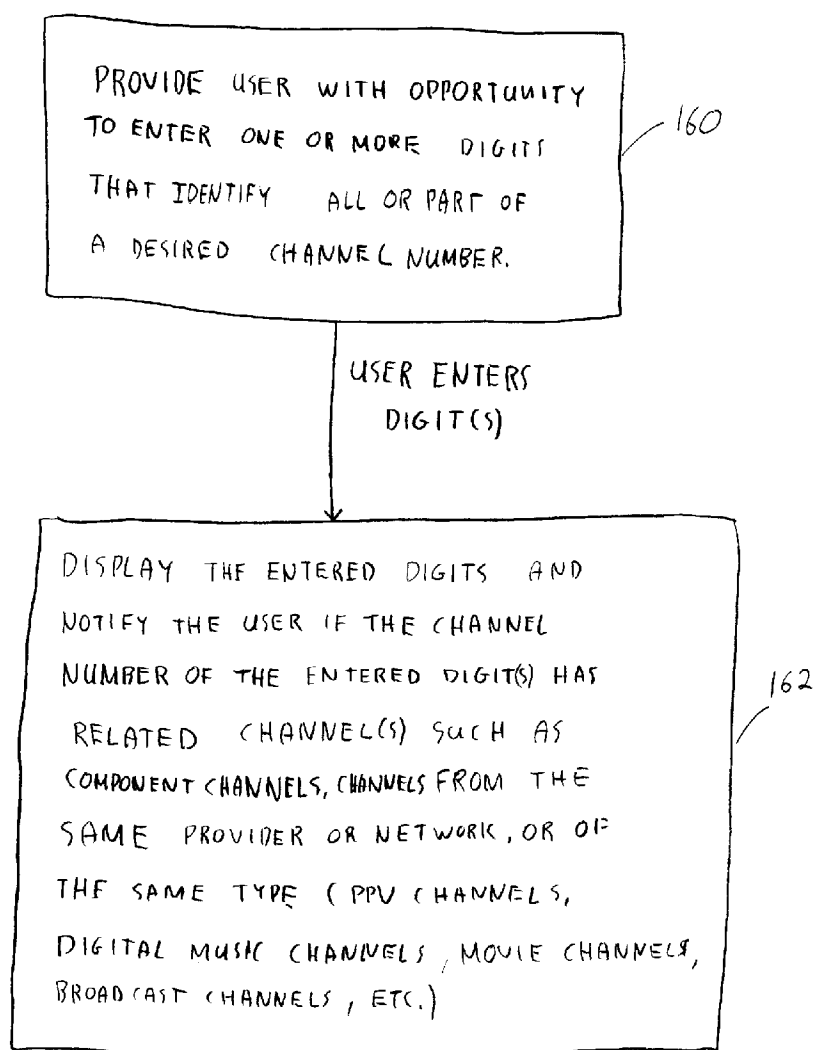 PROVIDE USER WITH OPPORTUNITY
TO ENTER ONE OR MORE DIGITS
THAT IDENTIFY ALL OR PART OF
A DESIRED CHANNEL NUMBER.
160
USER ENTERS
DIGIT(S)
DISPLAY THE ENTERED DIGITS AND
NOTIFY THE USER IF THE CHANNEL
NUMBER OF THE ENTERED DIGIT(S) HAS
RELATED CHANNEL(S) SUCH AS
COMPONENT CHANNELS, CHANNELS FROM THE
SAME PROVIDER OR NETWORK, OR OF
THE SAME TYPE (PPV CHANNELS,
DIGITAL MUSIC CHANNELS, MOVIE CHANNELS,
BROADCAST CHANNELS, ETC.)
162